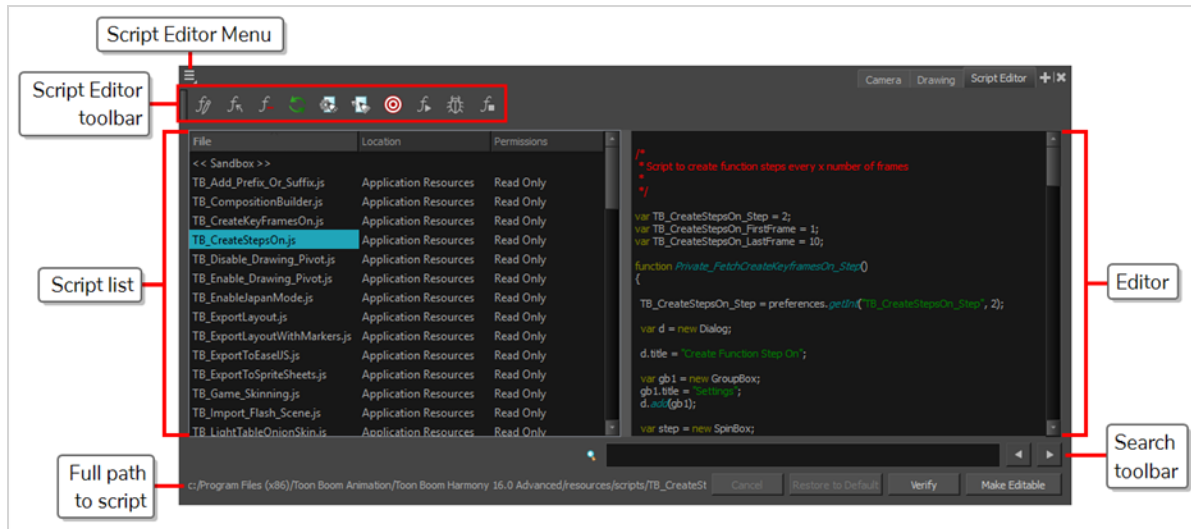 Script Editor Menu
Script Editor
toolbar
Camera Drawing Script Editor
File Location Permissions
<< Sandbox >>
TB_Add_Prefix_Or_Suffix.js Application Resources Read Only
TB_CompositionBuilder.js Application Resources Read Only
TB_CreateKeyFramesOn.js Application Resources Read Only
TB_CreateStepsOn.js Application Resources Read Only
TB_Disable_Drawing_Pivot.js Application Resources Read Only
TB_Enable_Drawing_Pivot.js Application Resources Read Only
TB_EnableJapanMode.js Application Resources Read Only
TB_ExportLayout.js Application Resources Read Only
TB_ExportLayoutWithMarkers.js Application Resources Read Only
TB_ExportToEaselJS.js Application Resources Read Only
TB_ExportToSpriteSheets.js Application Resources Read Only
TB_Game_Skinning.js Application Resources Read Only
TB_Import_Flash_Scene.js Application Resources Read Only
TB_LightTableOnionSkin.js Application Resources Read Only
/*
* Script to create function steps every x number of frames
*
*/
var TB_CreateStepsOn_Step = 2;
var TB_CreateStepsOn_FirstFrame = 1;
var TB_CreateStepsOn_LastFrame = 10;
function Private_FetchCreateKeyframesOn_Step()
{
TB_CreateStepsOn_Step = preferences.getInt("TB_CreateStepsOn_Step", 2);
var d = new Dialog;
d.title = "Create Function Step On";
var gb1 = new GroupBox;
gb1.title = "Settings";
d.add(gb1);
var step = new SpinBox;
Script list
Editor
Search
toolbar
Full path
to script
c:/Program Files (x86)/Toon Boom Animation/Toon Boom Harmony 16.0 Advanced/resources/scripts/TB_CreateSt
Cancel Restore to Default Verify Make Editable